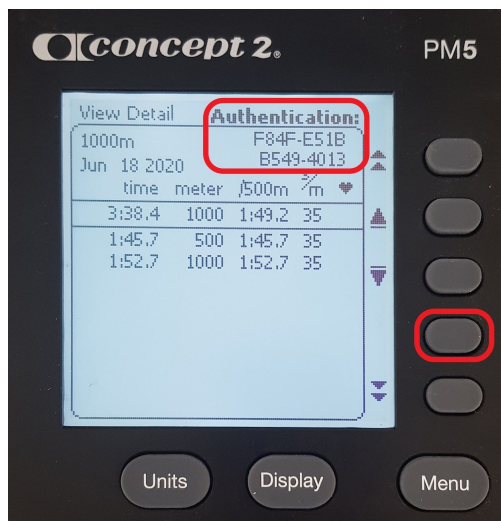 concept 2.
PM5
View Detail Authentication:
1000m F84F-E51B
Jun 18 2020 B549-4013
time meter /500m s/m
3:38.4 1000 1:49.2 35
1:45.7 500 1:45.7 35
1:52.7 1000 1:52.7 35
Units Display Menu